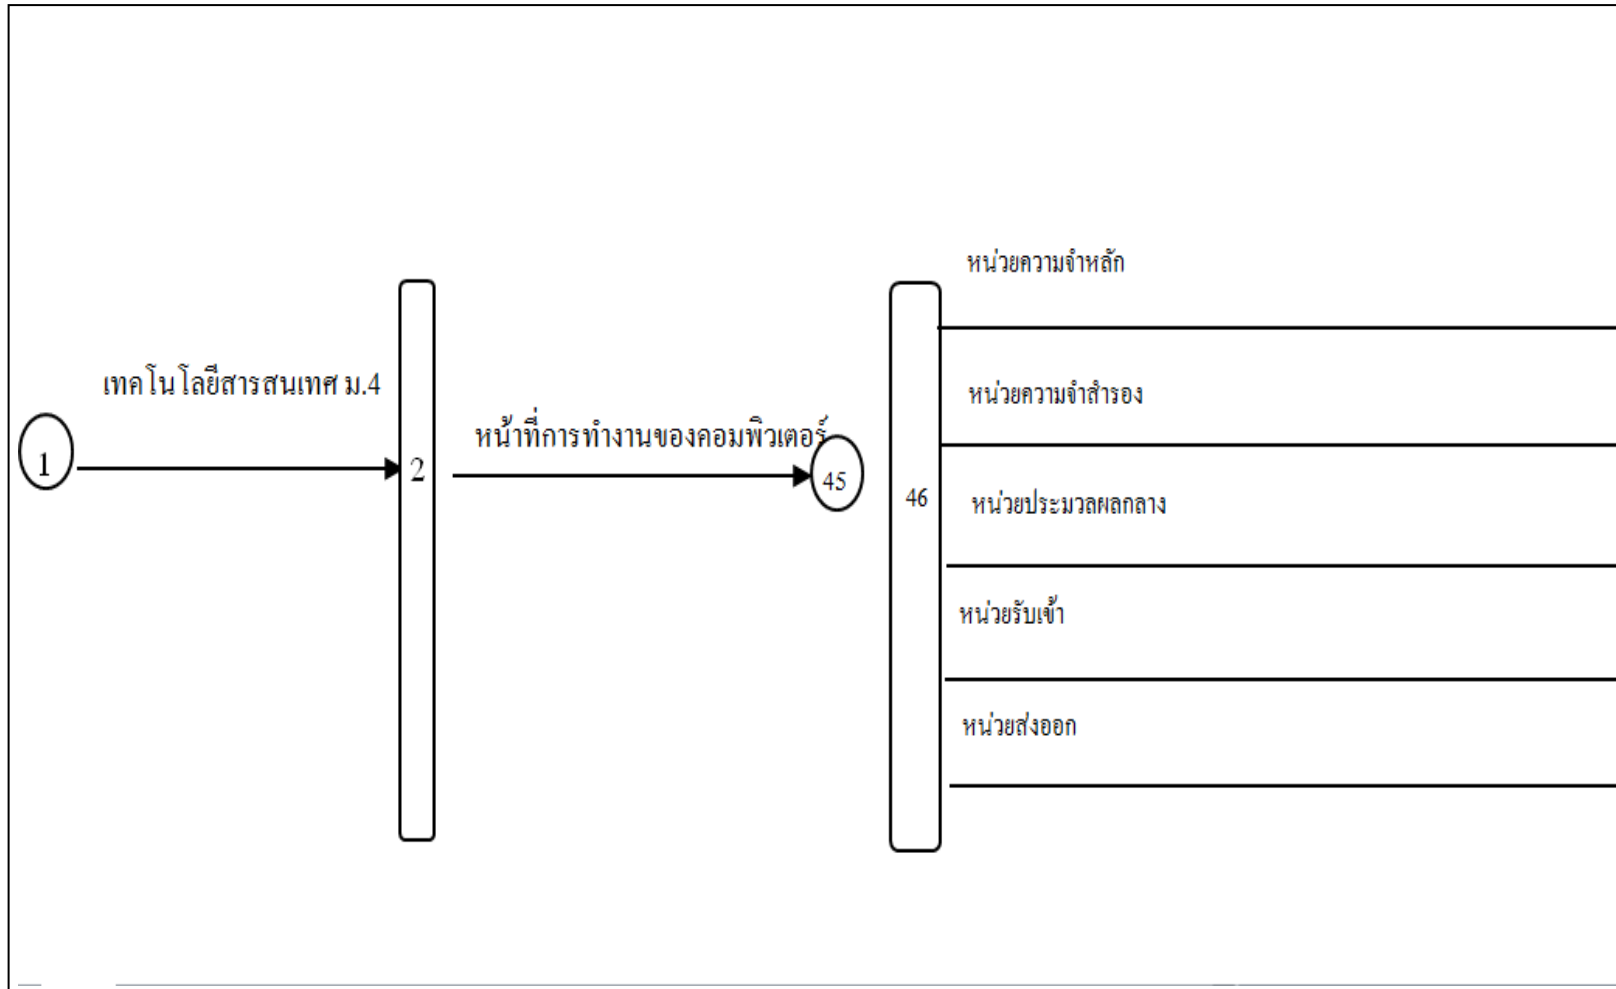 หน่วยความจำหลัก
เทคโนโลยีสารสนเทศ ม.4
หน่วยความจำสำรอง
หน้าที่การทำงานของคอมพิวเตอร์
1
2
45
46
หน่วยประมวลผลกลาง
หน่วยรับเข้า
หน่วยส่งออก